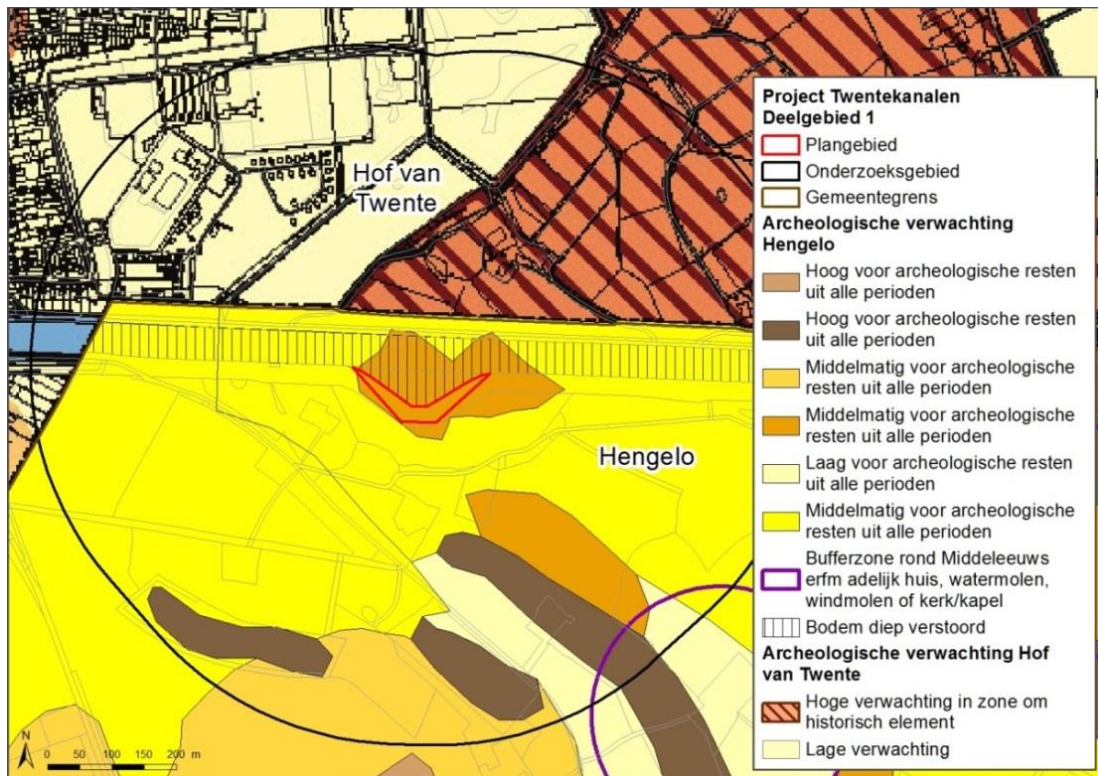 Hof van
Twente
Hengelo
Project Twentekanalen
Deelgebied 1
Plangebied
Onderzoeksgebied
Gemeentegrens
Archeologische verwachting
Hengelo
Hoog voor archeologische resten
uit alle perioden
Hoog voor archeologische resten
uit alle perioden
Middelmatig voor archeologische
resten uit alle perioden
Middelmatig voor archeologische
resten uit alle perioden
Laag voor archeologische resten
uit alle perioden
Middelmatig voor archeologische
resten uit alle perioden
Bufferzone rond Middeleeuws
erfm adelijk huis, watermolen,
windmolen of kerk/kapel
Bodem diep verstoord
Archeologische verwachting Hof
van Twente
Hoge verwachting in zone om
historisch element
Lage verwachting
N
0 50 100 150 200 m